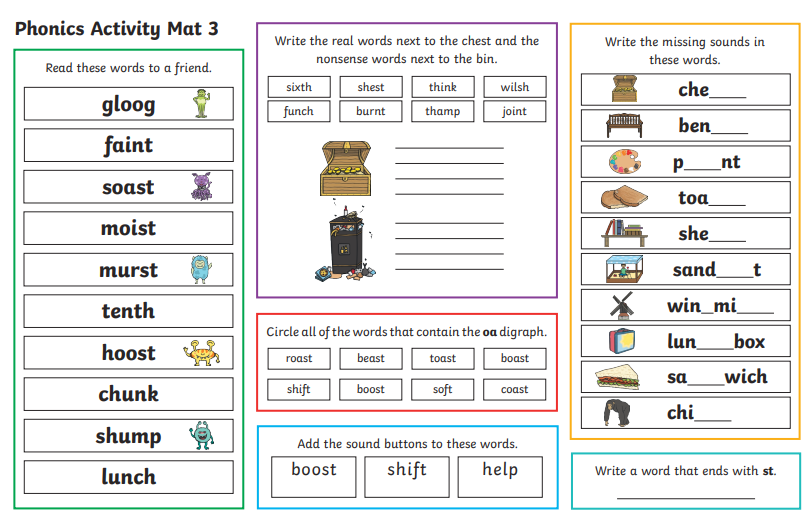 Phonics Activity Mat 3
Read these words to a friend.
gloog
faint
soast
moist
murst
tenth
hoost
chunk
shump
lunch
Write the real words next to the chest and the
nonsense words next to the bin.
sixth shest think wilsh
funch burnt thamp joint
Circle all of the words that contain the oa digraph.
roast beast toast boast
shift boost soft coast
Add the sound buttons to these words.
boost shift help
Write the missing sounds in
these words.
che____
ben____
p____nt
toa____
she____
sand____t
win_mi____
lun____box
sa____wich
chi____
Write a word that ends with st.